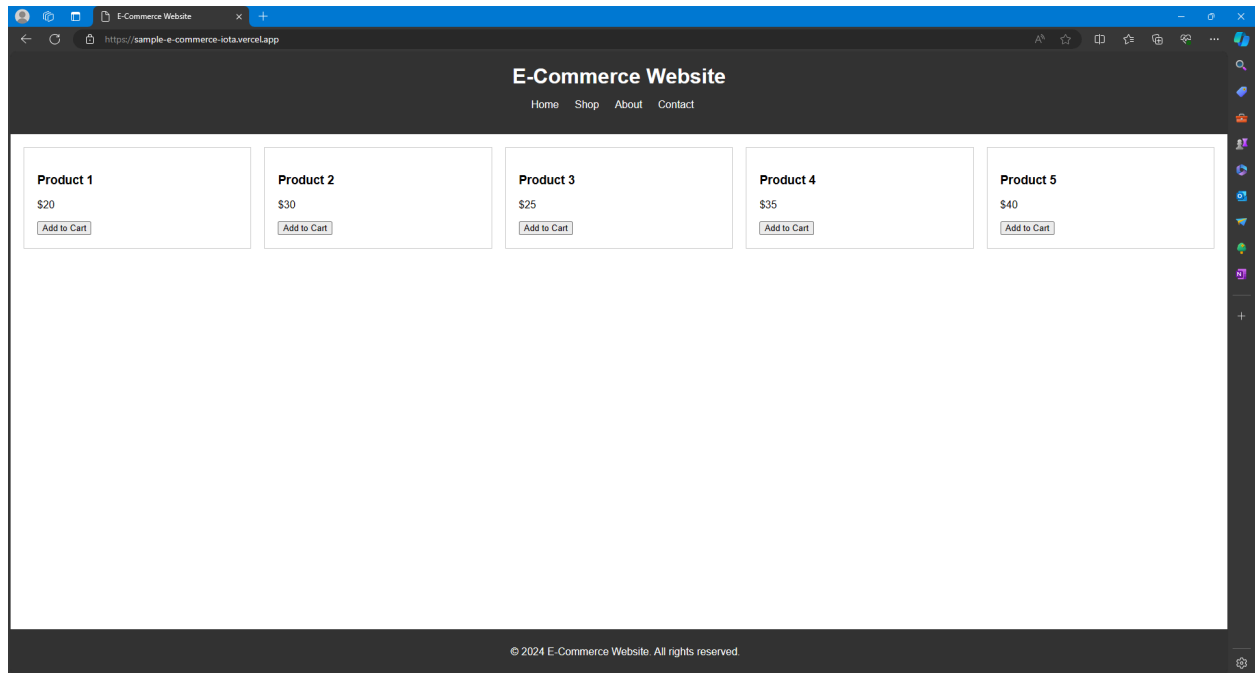 E-Commerce Website
https://sample-e-commerce-iota.vercel.app
E-Commerce Website
Home Shop About Contact
Product 1
$20
Add to Cart
Product 2
$30
Add to Cart
Product 3
$25
Add to Cart
Product 4
$35
Add to Cart
Product 5
$40
Add to Cart
© 2024 E-Commerce Website. All rights reserved.